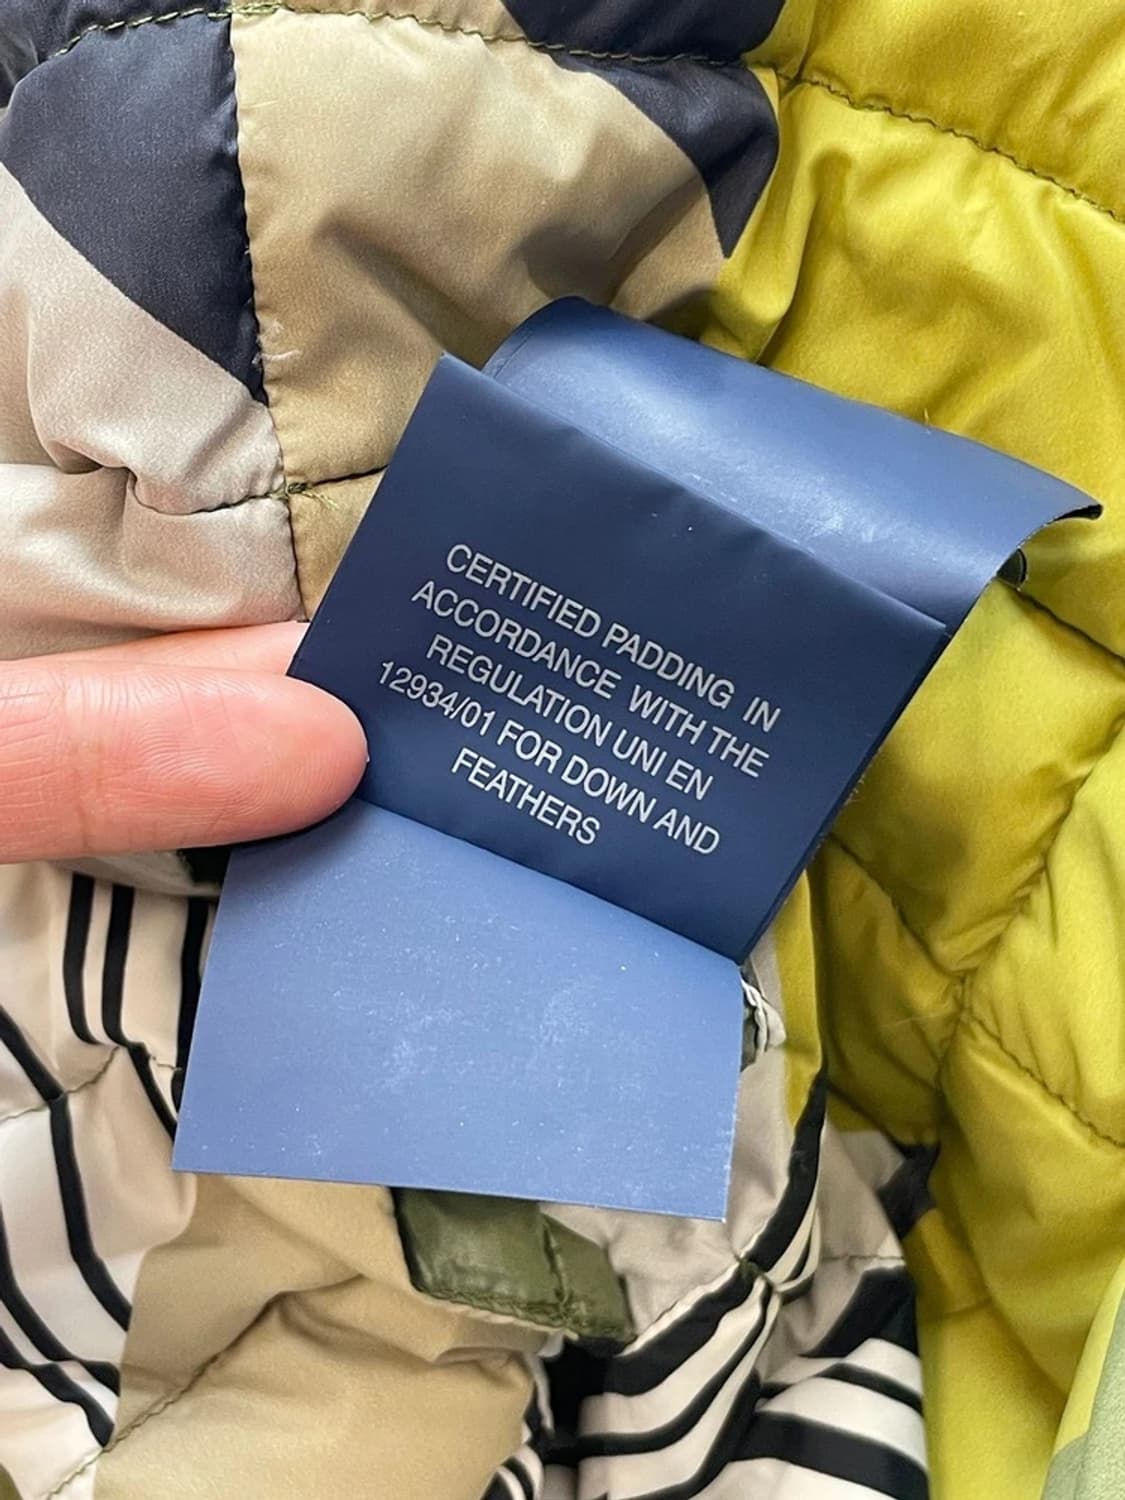 CERTIFIED PADDING IN
ACCORDANCE WITH THE
REGULATION UNI EN
12934/01 FOR DOWN AND
FEATHERS